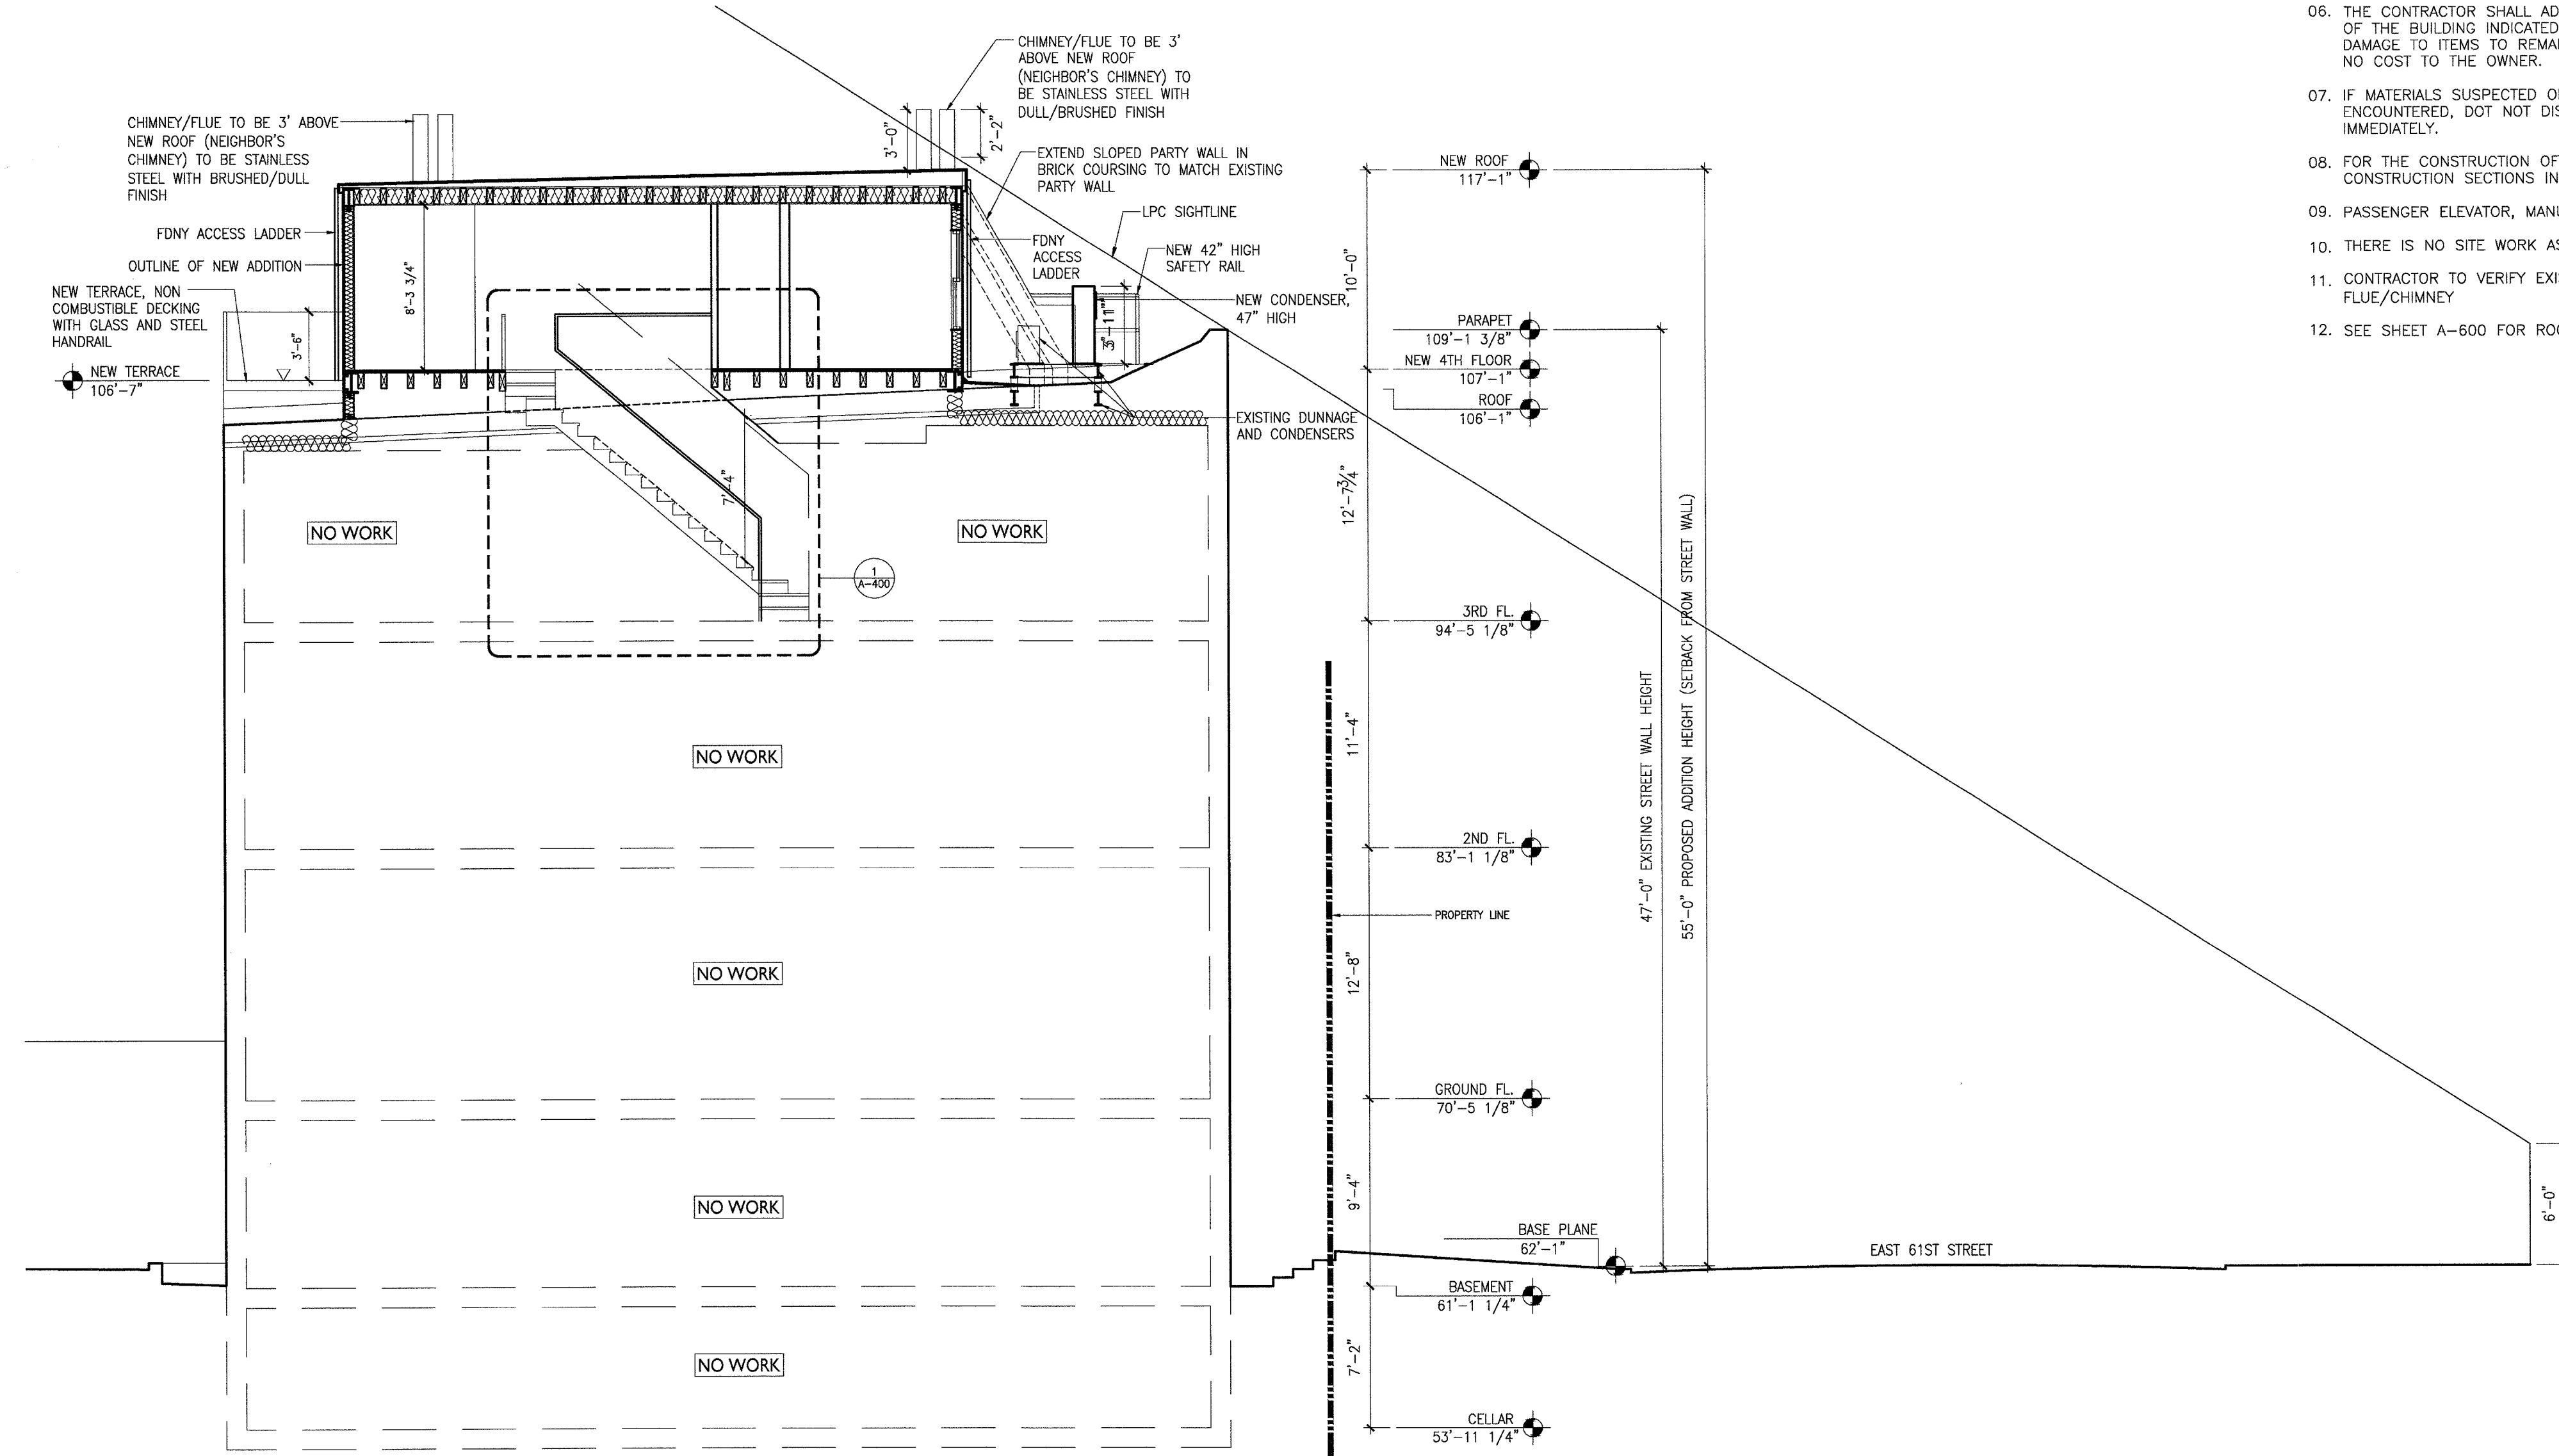 CHIMNEY/FLUE TO BE 3'
ABOVE NEW ROOF
(NEIGHBOR'S CHIMNEY) TO
BE STAINLESS STEEL WITH
DULL/BRUSHED FINISH
CHIMNEY/FLUE TO BE 3' ABOVE
NEW ROOF (NEIGHBOR'S
CHIMNEY) TO BE STAINLESS
STEEL WITH BRUSHED/DULL
FINISH
3'-0"
2'-2"
EXTEND SLOPED PARTY WALL IN
BRICK COURSING TO MATCH EXISTING
PARTY WALL
LPC SIGHTLINE
FDNY ACCESS LADDER
OUTLINE OF NEW ADDITION
FDNY
ACCESS
LADDER
NEW 42" HIGH
SAFETY RAIL
NEW TERRACE, NON
COMBUSTIBLE DECKING
WITH GLASS AND STEEL
HANDRAIL
8'-3 3/4"
3'-6"
NEW CONDENSER,
47" HIGH
NEW TERRACE
106'-7"
EXISTING DUNNAGE
AND CONDENSERS
7'-4"
NO WORK
NO WORK
1
A-400
NO WORK
NO WORK
NO WORK
NO WORK
NEW ROOF
117'-1"
10'-0"
PARAPET
109'-1 3/8"
NEW 4TH FLOOR
107'-1"
ROOF
106'-1"
12'-7 3/4"
3RD FL.
94'-5 1/8"
11'-4"
2ND FL.
83'-1 1/8"
PROPERTY LINE
12'-8"
GROUND FL.
70'-5 1/8"
9'-4"
BASE PLANE
62'-1"
BASEMENT
61'-1 1/4"
7'-2"
CELLAR
53'-11 1/4"
47'-0" EXISTING STREET WALL HEIGHT
55'-0" PROPOSED ADDITION HEIGHT (SETBACK FROM STREET WALL)
EAST 61ST STREET
6'-0"
06. THE CONTRACTOR SHALL AD
OF THE BUILDING INDICATED
DAMAGE TO ITEMS TO REMA
NO COST TO THE OWNER.
07. IF MATERIALS SUSPECTED O
ENCOUNTERED, DOT NOT DIS
IMMEDIATELY.
08. FOR THE CONSTRUCTION OF
CONSTRUCTION SECTIONS IN
09. PASSENGER ELEVATOR, MAN
10. THERE IS NO SITE WORK AS
11. CONTRACTOR TO VERIFY EXI
FLUE/CHIMNEY
12. SEE SHEET A-600 FOR ROO